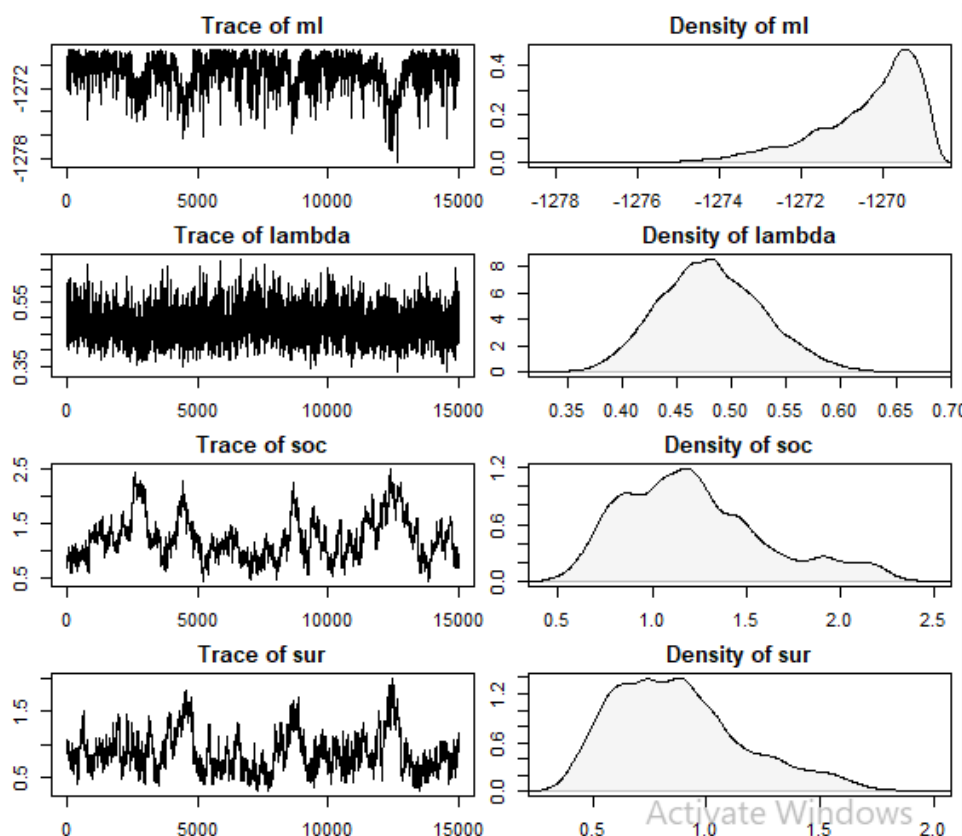 Trace of ml
Density of ml
-1272
-1278
0 5000 10000 15000
0.4
0.2
0.0
-1278 -1276 -1274 -1272 -1270
Trace of lambda
Density of lambda
0.55
0.35
0 5000 10000 15000
8
6
4
2
0
0.35 0.40 0.45 0.50 0.55 0.60 0.65 0.70
Trace of soc
Density of soc
2.5
1.5
0.5
0 5000 10000 15000
1.2
0.6
0.0
0.5 1.0 1.5 2.0 2.5
Trace of sur
Density of sur
1.5
0.5
0 5000 10000 15000
1.2
0.6
0.0
0.5 1.0 1.5 2.0
Activate Windows